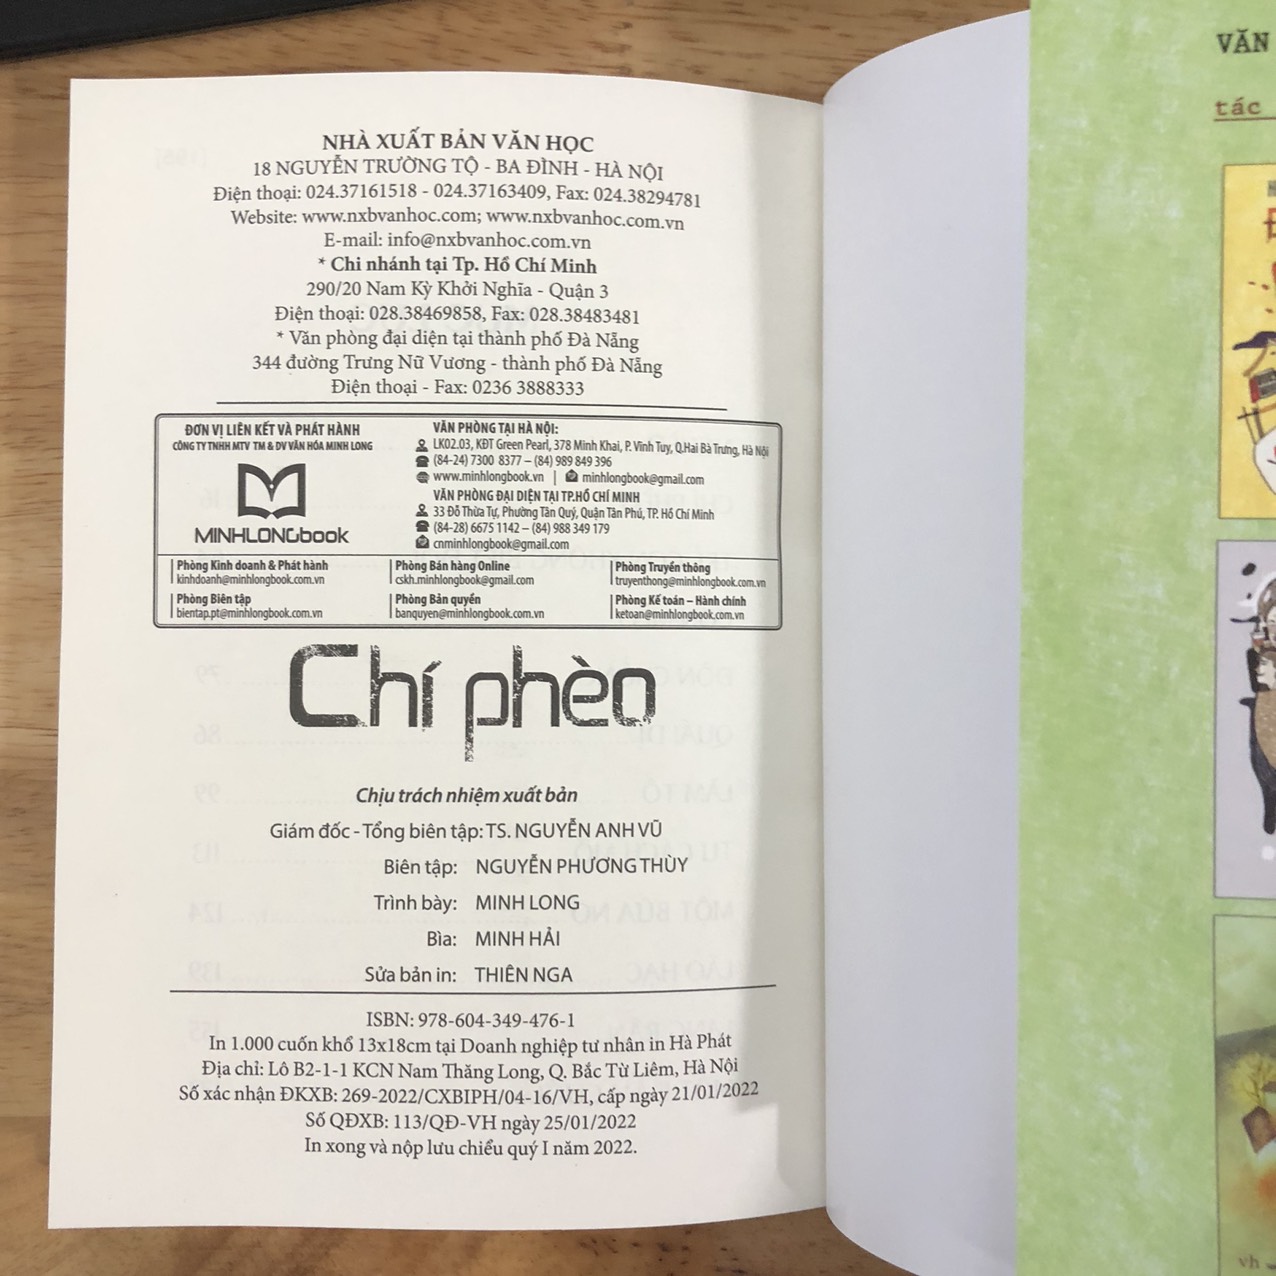 NHÀ XUẤT BẢN VĂN HỌC
18 NGUYỄN TRƯỜNG TỘ - BA ĐÌNH - HÀ NỘI
Điện thoại: 024.37161518 - 024.37163409, Fax: 024.38294781
Website: www.nxbvanhoc.com; www.nxbvanhoc.com.vn
E-mail: info@nxbvanhoc.com.vn
* Chi nhánh tại Tp. Hồ Chí Minh
290/20 Nam Kỳ Khởi Nghĩa - Quận 3
Điện thoại: 028.38469858, Fax: 028.38483481
* Văn phòng đại diện tại thành phố Đà Nẵng
344 đường Trưng Nữ Vương - thành phố Đà Nẵng
Điện thoại - Fax: 0236 3888333
ĐƠN VỊ LIÊN KẾT VÀ PHÁT HÀNH
CÔNG TY TNHH MTV TM & DV VĂN HÓA MINH LONG
MINHLONGbook
VĂN PHÒNG TẠI HÀ NỘI:
LK02.03, KĐT Green Pearl, 378 Minh Khai, P. Vĩnh Tuy, Q.Hai Bà Trưng, Hà Nội
(84-24) 7300 8377 – (84) 989 849 396
www.minhlongbook.vn | minhlongbook@gmail.com
VĂN PHÒNG ĐẠI DIỆN TẠI TP.HỒ CHÍ MINH
33 Đỗ Thừa Tự, Phường Tân Quý, Quận Tân Phú, TP. Hồ Chí Minh
(84-28) 6675 1142 – (84) 988 349 179
cnminhlongbook@gmail.com
Phòng Kinh doanh & Phát hành
kinhdoanh@minhlongbook.com.vn
Phòng Bán hàng Online
cskh.minhlongbook@gmail.com
Phòng Truyền thông
truyenthong@minhlongbook.com.vn
Phòng Biên tập
bientap.pt@minhlongbook.com.vn
Phòng Bản quyền
banquyen@minhlongbook.com.vn
Phòng Kế toán – Hành chính
ketoan@minhlongbook.com.vn
Chí phèo
Chịu trách nhiệm xuất bản
Giám đốc - Tổng biên tập: TS. NGUYỄN ANH VŨ
Biên tập: NGUYỄN PHƯƠNG THÙY
Trình bày: MINH LONG
Bìa: MINH HẢI
Sửa bản in: THIÊN NGA
ISBN: 978-604-349-476-1
In 1.000 cuốn khổ 13x18cm tại Doanh nghiệp tư nhân in Hà Phát
Địa chỉ: Lô B2-1-1 KCN Nam Thăng Long, Q. Bắc Từ Liêm, Hà Nội
Số xác nhận ĐKXB: 269-2022/CXBIPH/04-16/VH, cấp ngày 21/01/2022
Số QĐXB: 113/QĐ-VH ngày 25/01/2022
In xong và nộp lưu chiểu quý I năm 2022.
VĂN
tác
vh